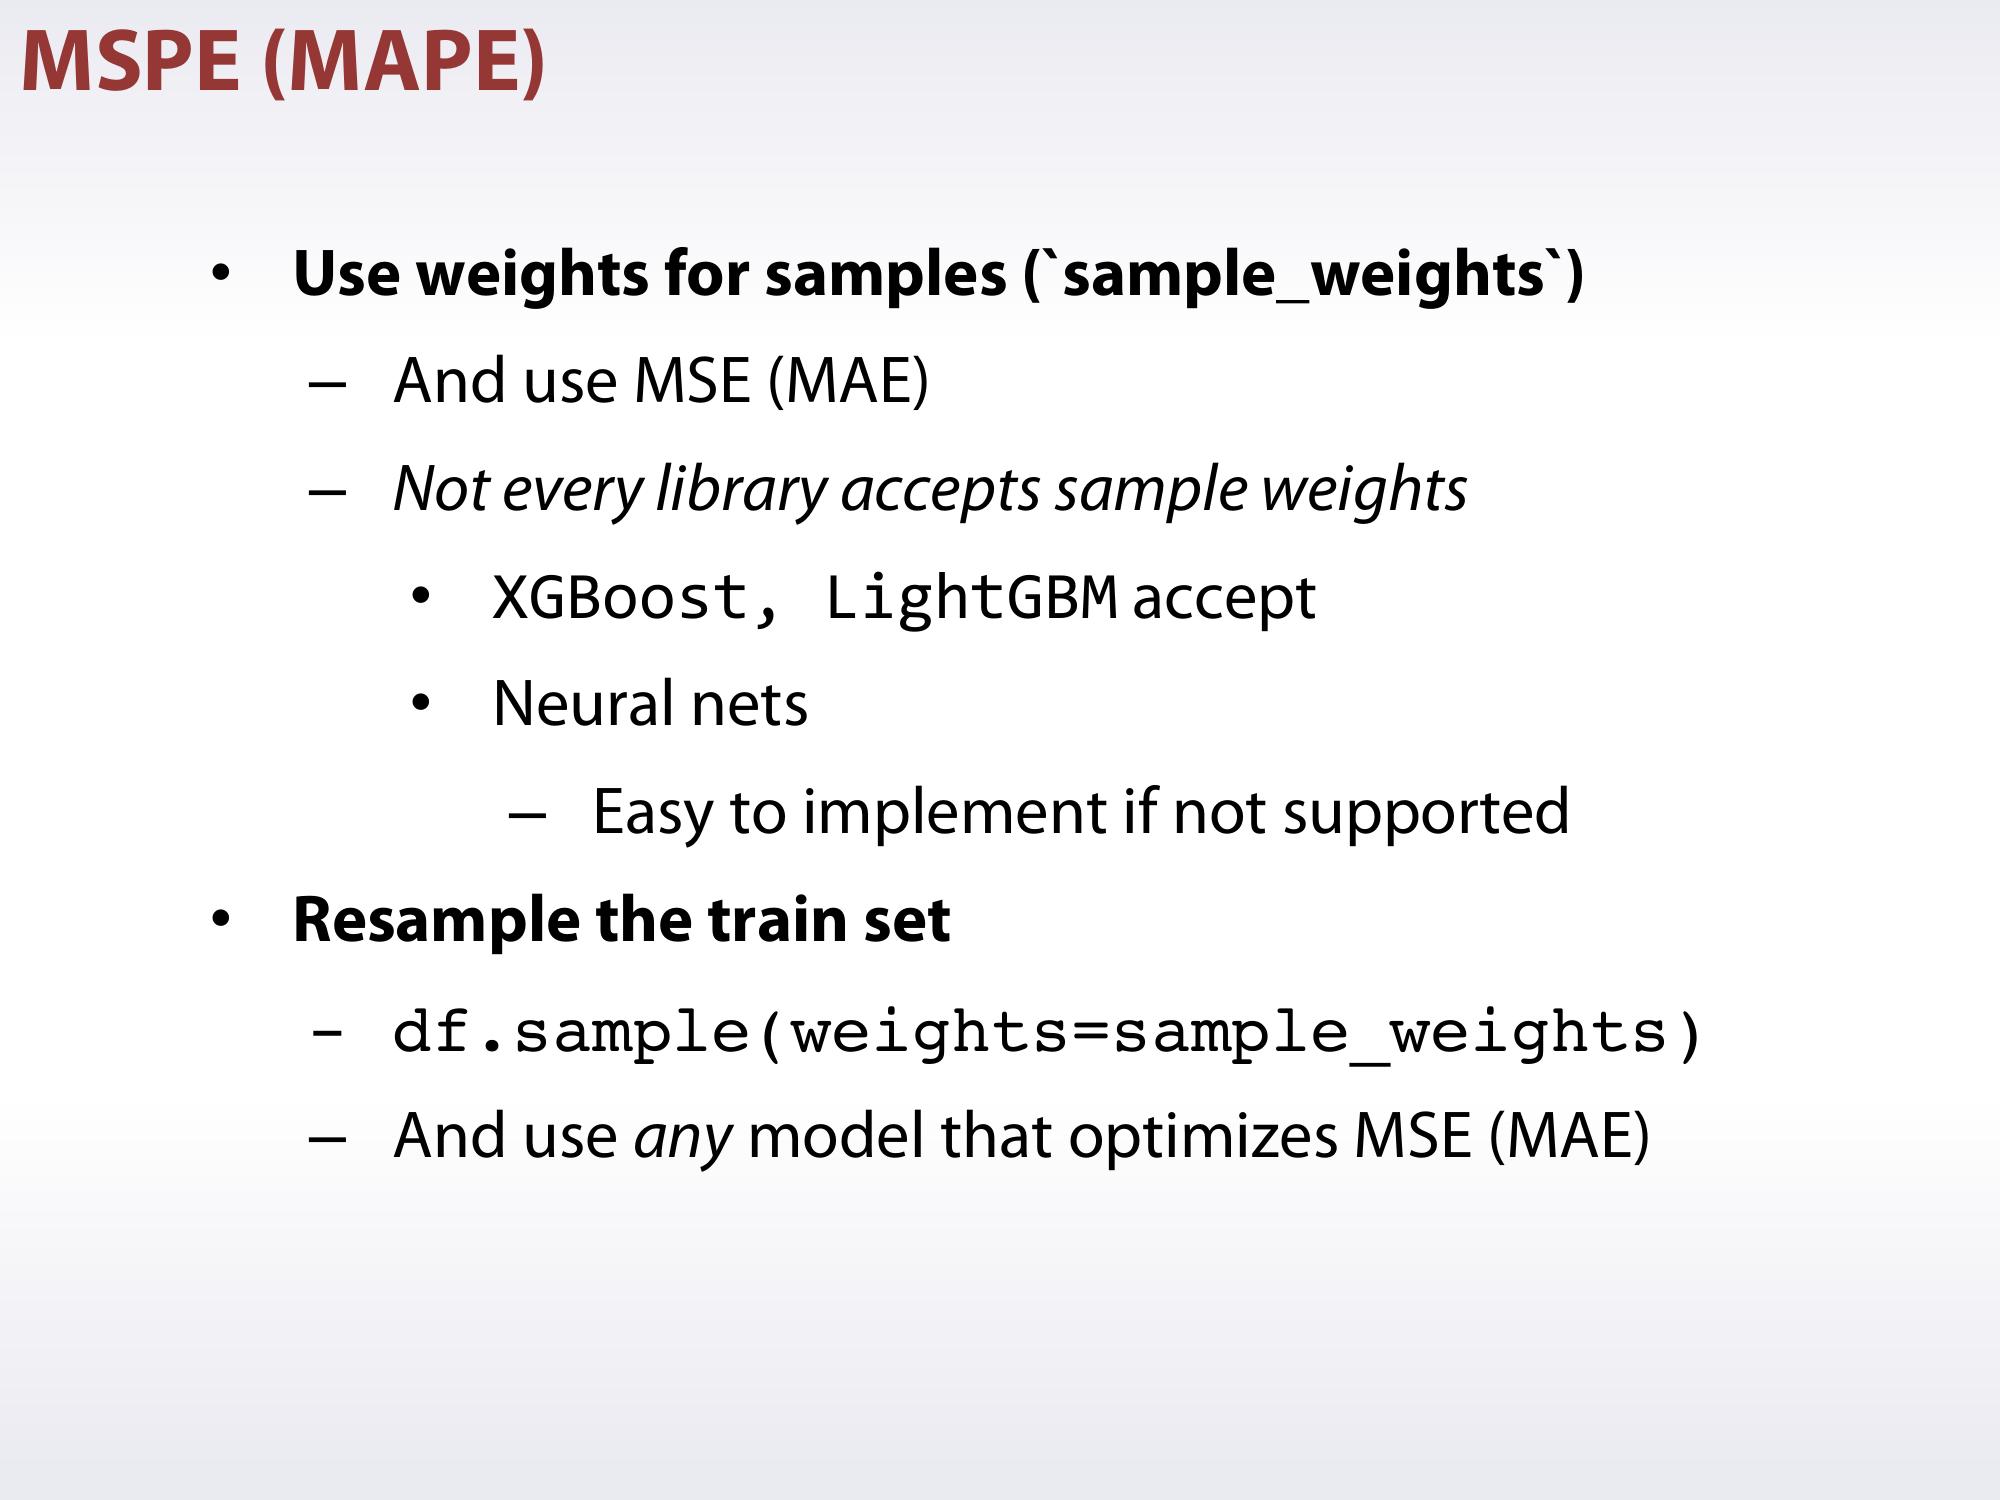 MSPE (MAPE)
• Use weights for samples (`sample_weights`)
– And use MSE (MAE)
– Not every library accepts sample weights
• XGBoost, LightGBM accept
• Neural nets
– Easy to implement if not supported
• Resample the train set
– df.sample(weights=sample_weights)
– And use any model that optimizes MSE (MAE)